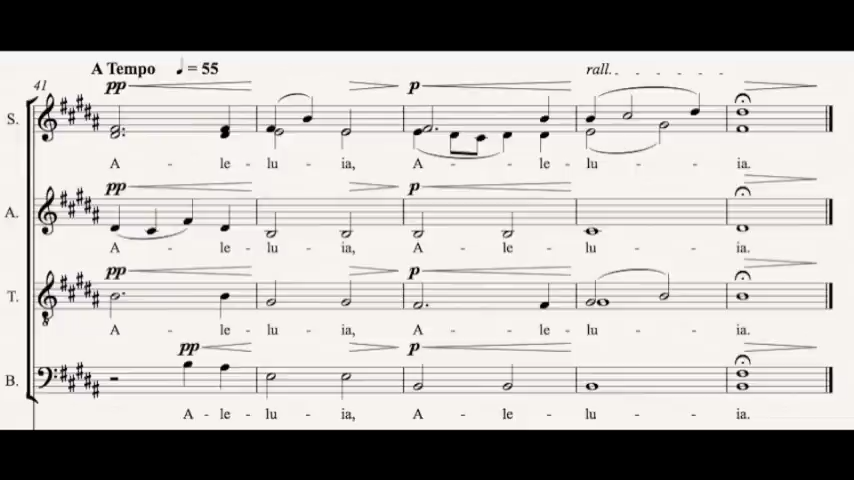 A Tempo ♩ = 55
rall.
41
pp p
S.
A - le - lu - ia, A - le - lu - ia.
pp p
A.
A - le - lu - ia, A - le - lu - ia.
pp p
T.
A - le - lu - ia, A - le - lu - ia.
pp p
B.
A - le - lu - ia, A - le - lu - ia.